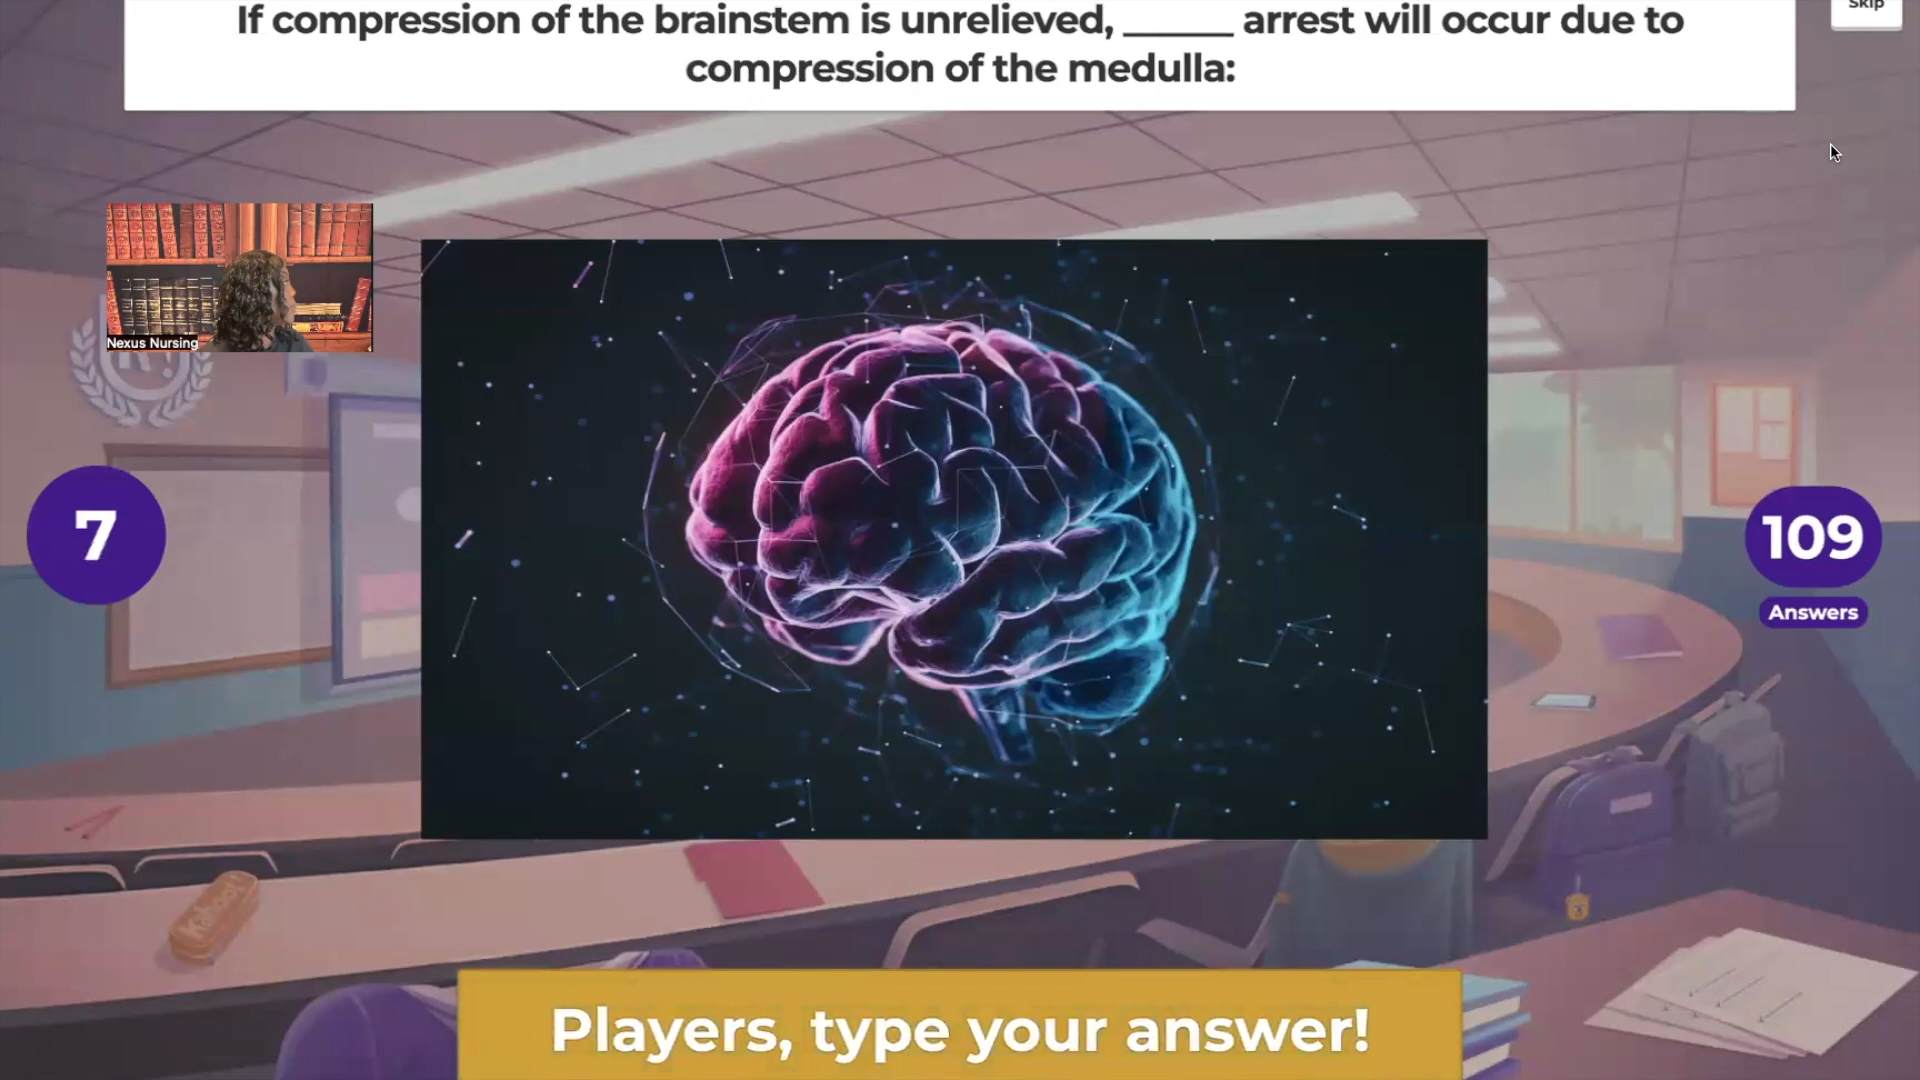 If compression of the brainstem is unrelieved, ______ arrest will occur due to
compression of the medulla:
Skip
Nexus Nursing
7
109
Answers
Kahoot!
Players, type your answer!